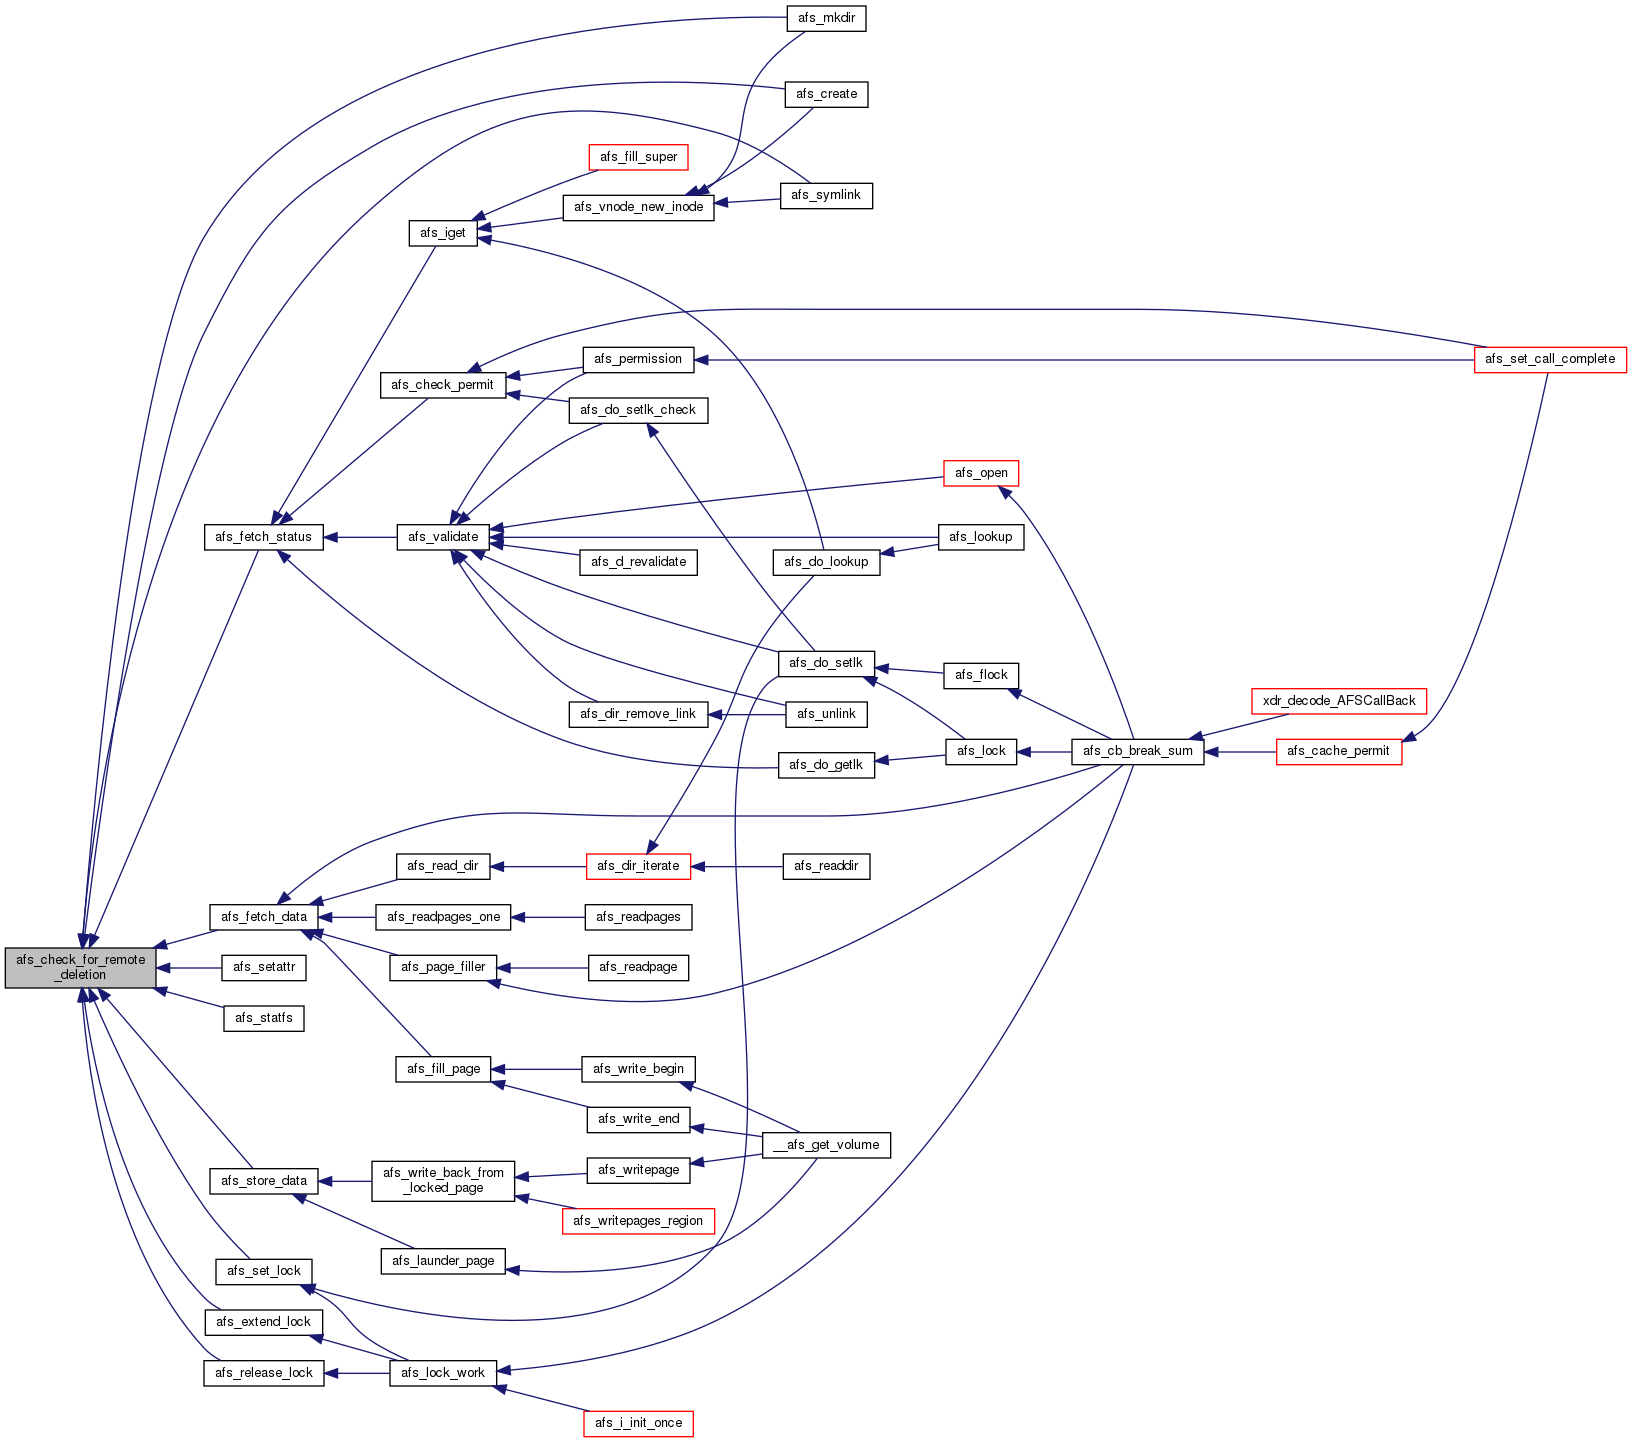 afs_mkdir
afs_create
afs_fill_super
afs_symlink
afs_vnode_new_inode
afs_iget
afs_permission
afs_set_call_complete
afs_check_permit
afs_do_setlk_check
afs_open
afs_fetch_status
afs_validate
afs_lookup
afs_d_revalidate
afs_do_lookup
afs_do_setlk
afs_flock
xdr_decode_AFSCallBack
afs_dir_remove_link
afs_unlink
afs_lock
afs_cb_break_sum
afs_cache_permit
afs_do_getlk
afs_read_dir
afs_dir_iterate
afs_readdir
afs_fetch_data
afs_readpages_one
afs_readpages
afs_check_for_remote
_deletion
afs_setattr
afs_page_filler
afs_readpage
afs_statfs
afs_fill_page
afs_write_begin
afs_write_end
__afs_get_volume
afs_store_data
afs_write_back_from
_locked_page
afs_writepage
afs_writepages_region
afs_launder_page
afs_set_lock
afs_extend_lock
afs_release_lock
afs_lock_work
afs_i_init_once